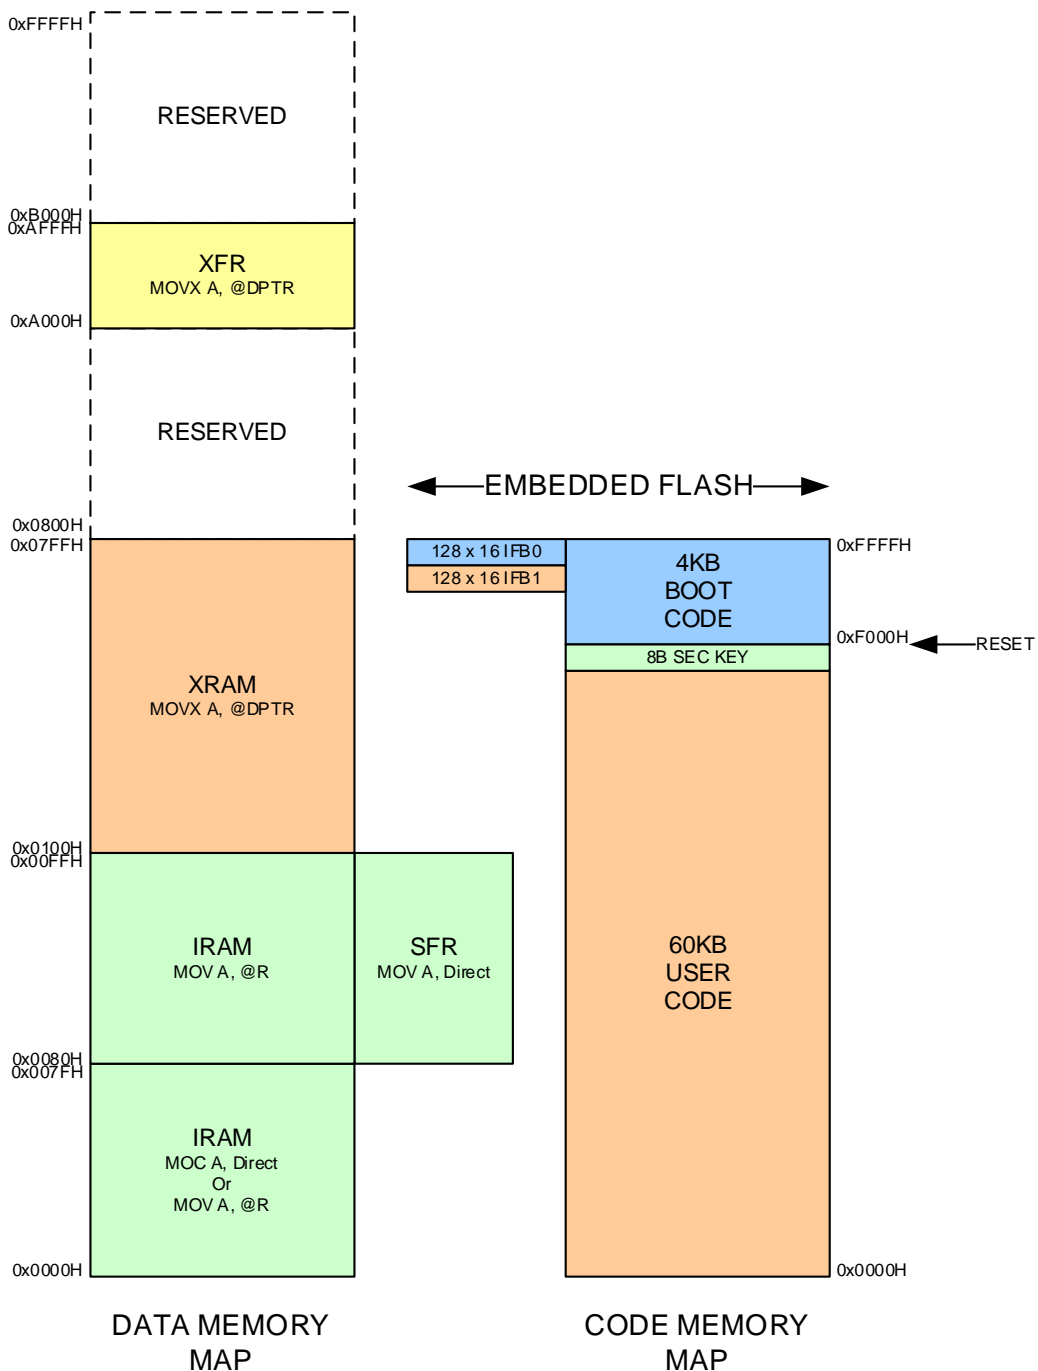 0xFFFFH
RESERVED
0xB000H
0xAFFFH
XFR
MOVX A, @DPTR
0xA000H
RESERVED
0x0800H
0x07FFH
XRAM
MOVX A, @DPTR
0x0100H
0x00FFH
IRAM
MOV A, @R
SFR
MOV A, Direct
0x0080H
0x007FH
IRAM
MOC A, Direct
Or
MOV A, @R
0x0000H
DATA MEMORY
MAP
EMBEDDED FLASH
128 x 16 IFB0
128 x 16 IFB1
4KB
BOOT
CODE
0xFFFFH
0xF000H
RESET
8B SEC KEY
60KB
USER
CODE
0x0000H
CODE MEMORY
MAP